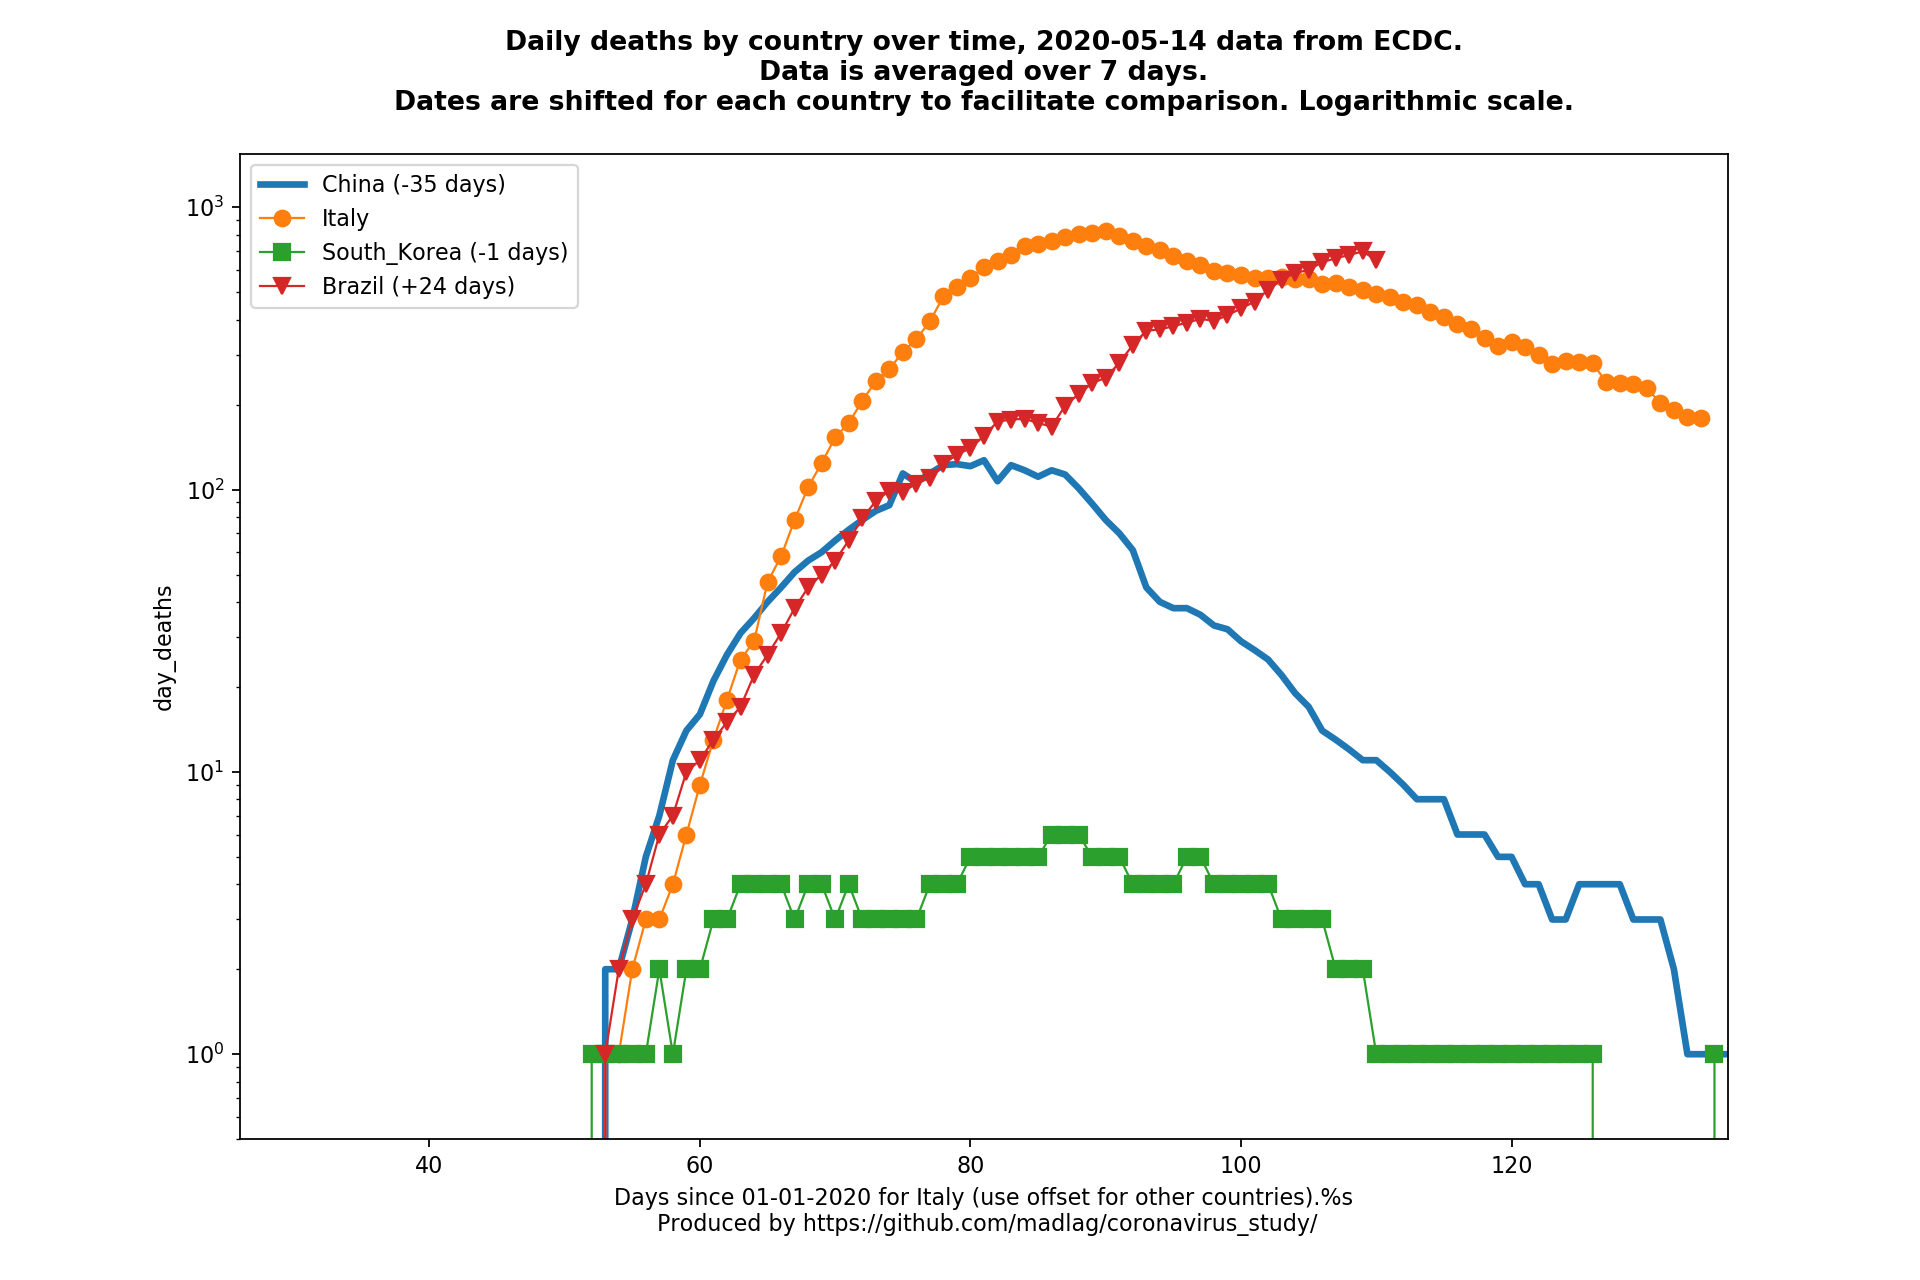 Daily deaths by country over time, 2020-05-14 data from ECDC.
Data is averaged over 7 days.
Dates are shifted for each country to facilitate comparison. Logarithmic scale.
China (-35 days)
Italy
South_Korea (-1 days)
Brazil (+24 days)
10³
10²
10¹
10⁰
day_deaths
40 60 80 100 120
Days since 01-01-2020 for Italy (use offset for other countries).%s
Produced by https://github.com/madlag/coronavirus_study/